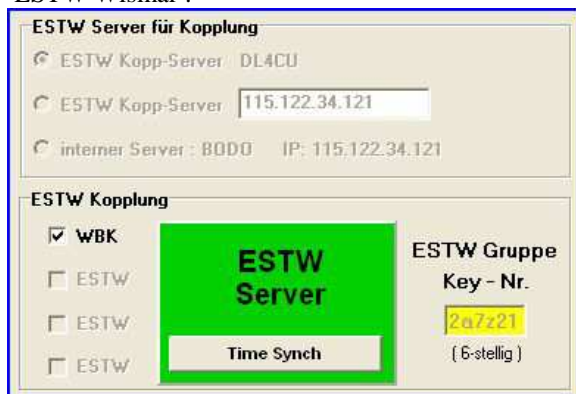 ESTW Wismar :
ESTW Server für Kopplung
ESTW Kopp-Server DL4CU
ESTW Kopp-Server 115.122.34.121
interner Server : BODO IP: 115.122.34.121
ESTW Kopplung
WBK
ESTW
ESTW
ESTW
ESTW
Server
Time Synch
ESTW Gruppe
Key - Nr.
2a7z21
( 6-stellig )